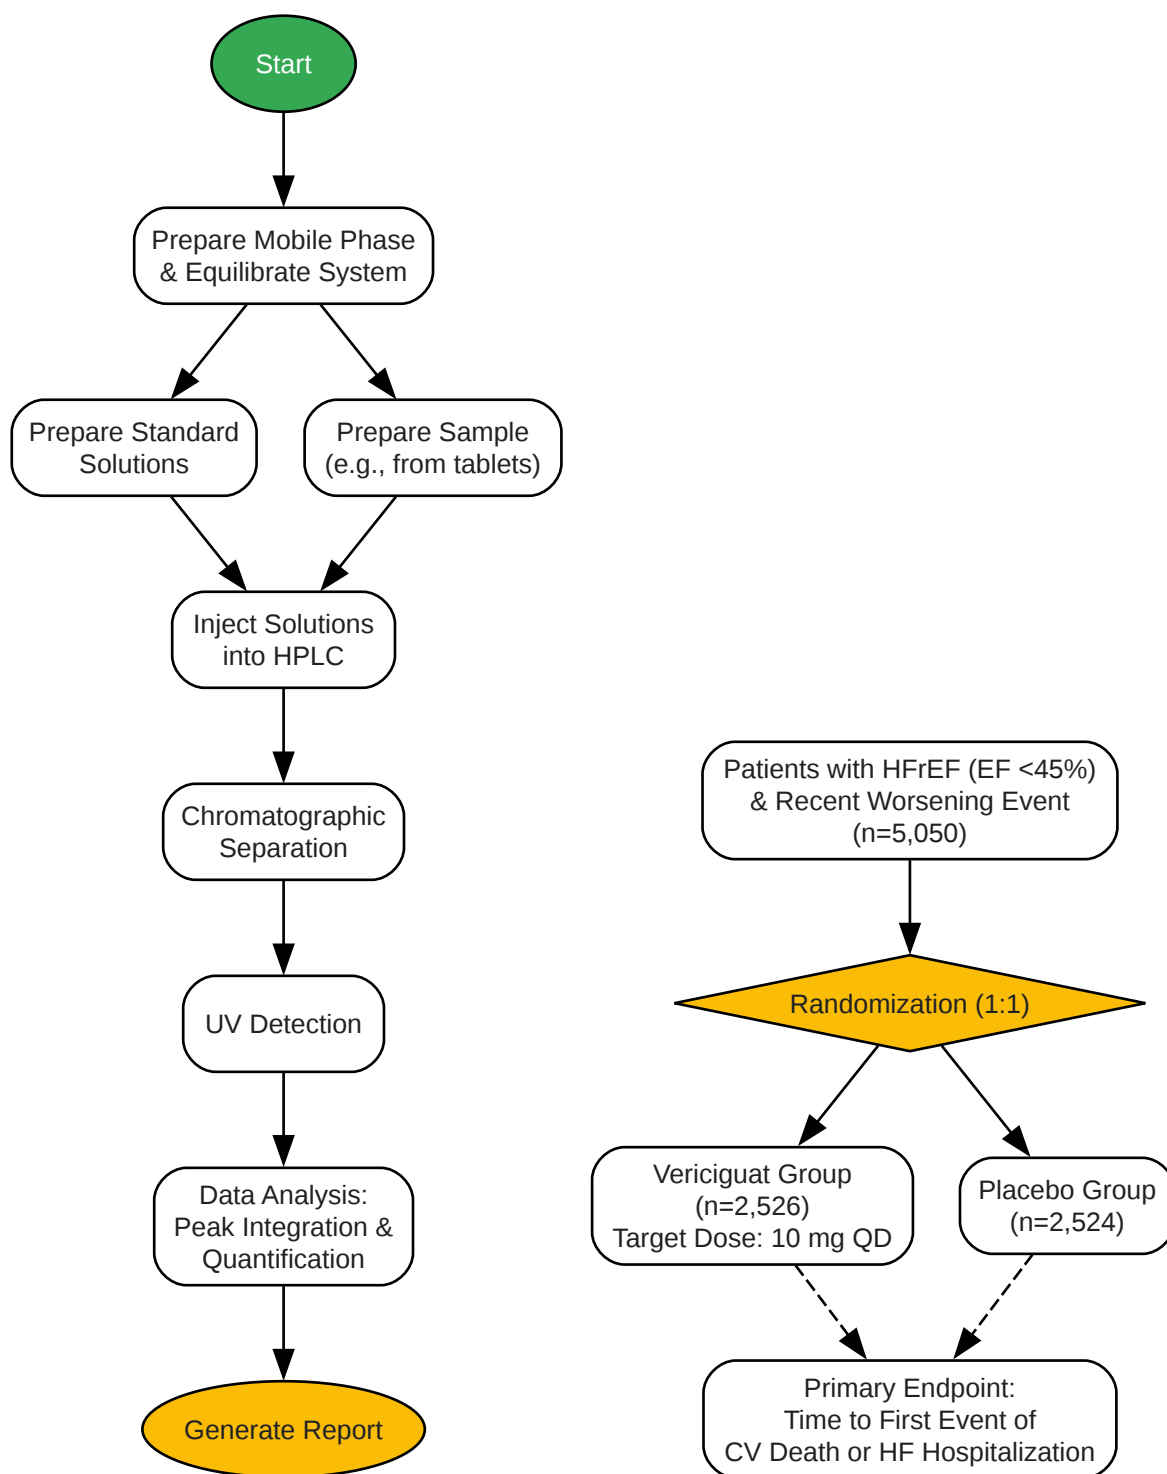 Start
Prepare Mobile Phase
& Equilibrate System
Prepare Standard
Solutions
Prepare Sample
(e.g., from tablets)
Inject Solutions
into HPLC
Chromatographic
Separation
UV Detection
Data Analysis:
Peak Integration &
Quantification
Generate Report
Patients with HFrEF (EF <45%)
& Recent Worsening Event
(n=5,050)
Randomization (1:1)
Vericiguat Group
(n=2,526)
Target Dose: 10 mg QD
Placebo Group
(n=2,524)
Primary Endpoint:
Time to First Event of
CV Death or HF Hospitalization